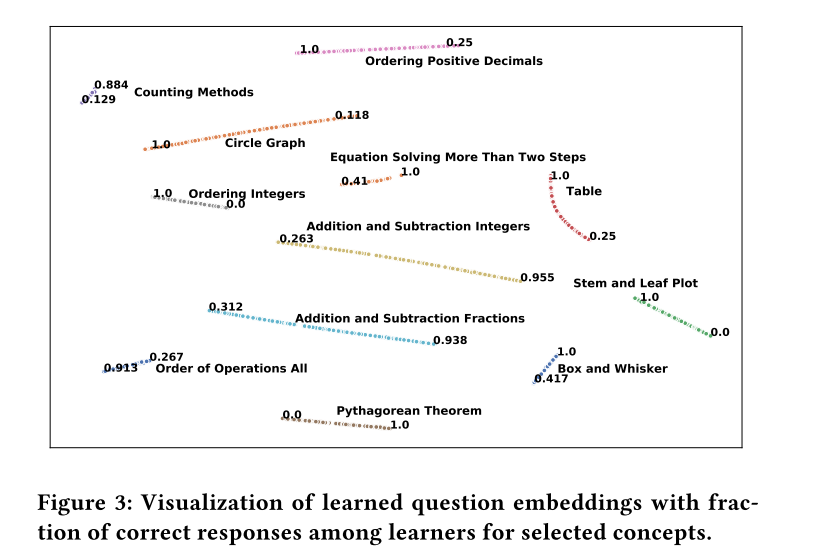 1.0
0.25
Ordering Positive Decimals
0.884
0.129
Counting Methods
0.118
1.0
Circle Graph
Equation Solving More Than Two Steps
0.41
1.0
1.0
Table
0.25
1.0
Ordering Integers
0.0
Addition and Subtraction Integers
0.263
0.955
Stem and Leaf Plot
1.0
0.0
0.312
Addition and Subtraction Fractions
0.938
0.267
0.913
Order of Operations All
1.0
Box and Whisker
0.417
Pythagorean Theorem
0.0
1.0
Figure 3: Visualization of learned question embeddings with frac-
tion of correct responses among learners for selected concepts.